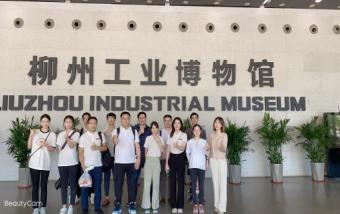 柳州工业博物馆
LIUZHOU INDUSTRIAL MUSEUM
BeautyCam